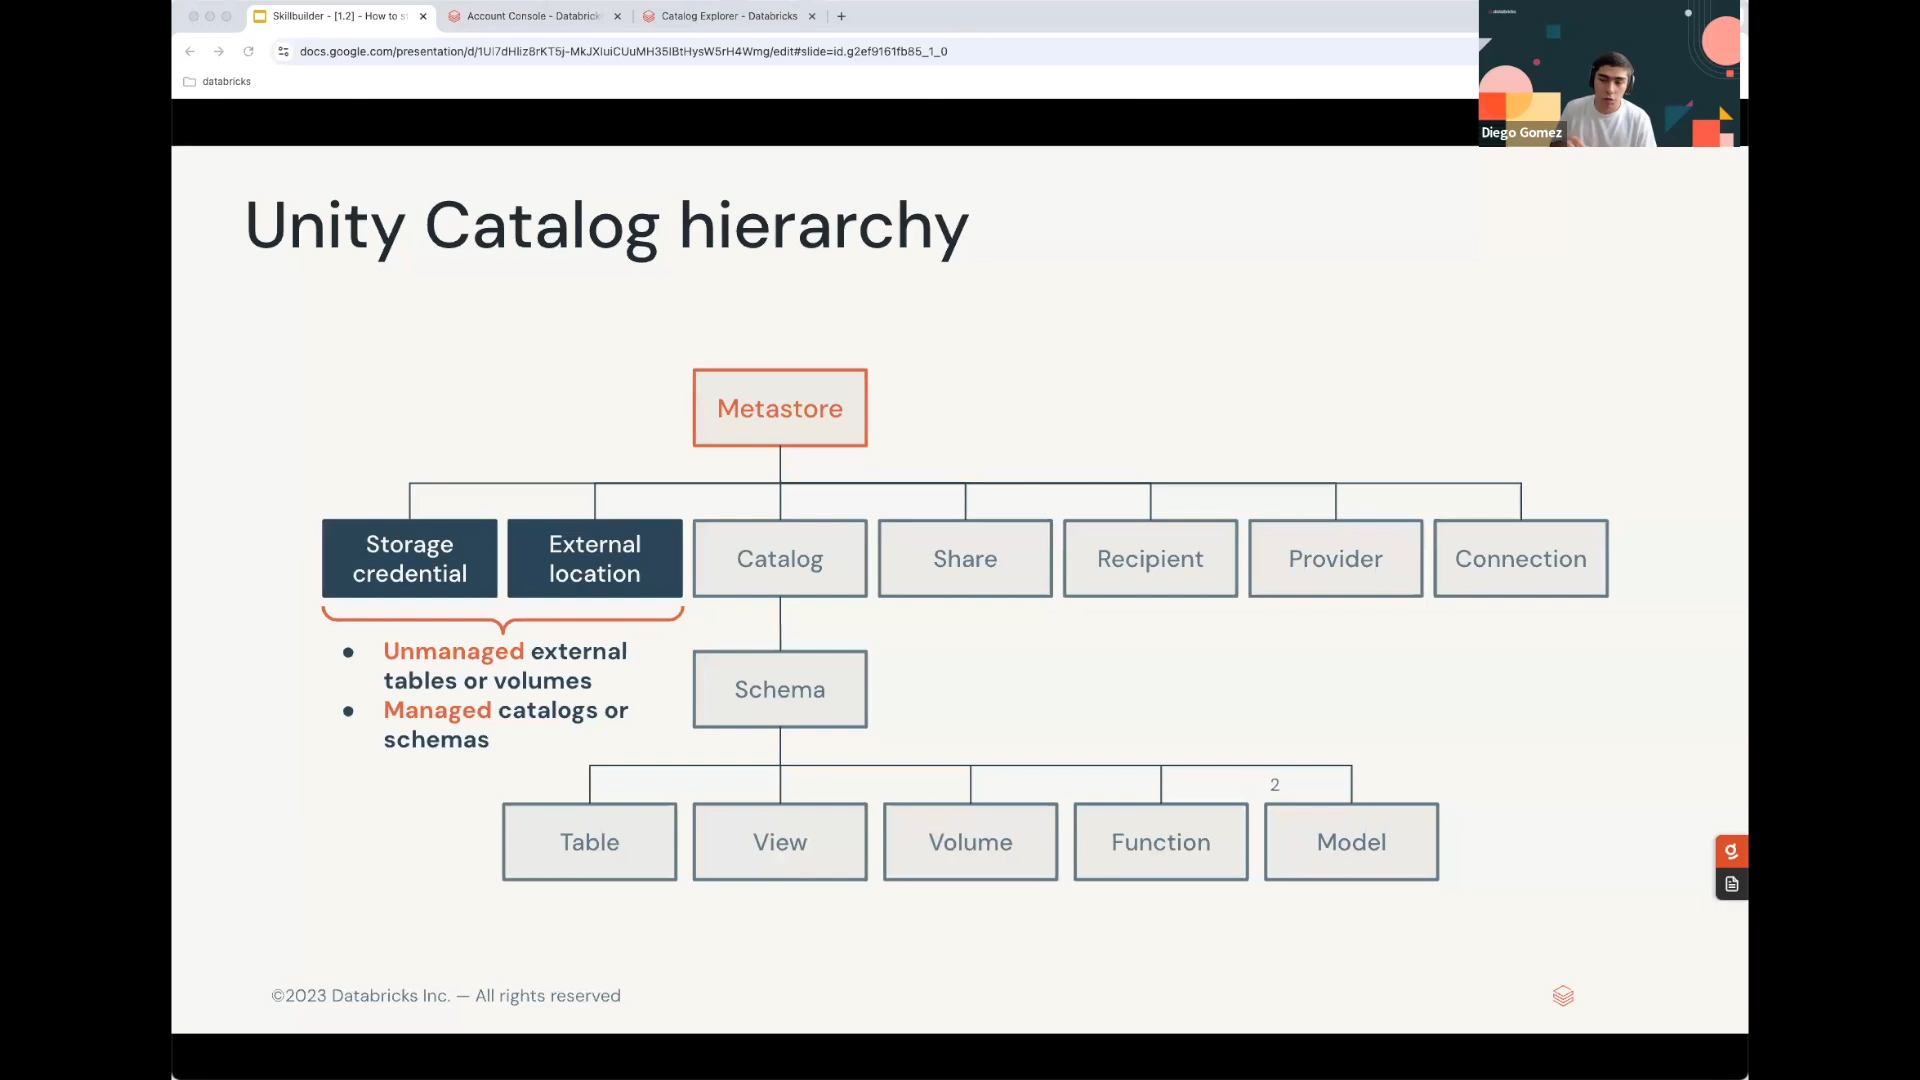 Skillbuilder - [1.2] - How to s
Account Console - Databrick
Catalog Explorer - Databricks
docs.google.com/presentation/d/1UI7dHliz8rKT5j-MkJXIuiCUuMH35IBtHysW5rH4Wmg/edit#slide=id.g2ef9161fb85_1_0
databricks
databricks
Diego Gomez
Unity Catalog hierarchy
Metastore
Storage credential
External location
Catalog
Share
Recipient
Provider
Connection
● Unmanaged external
tables or volumes
● Managed catalogs or
schemas
Schema
2
Table
View
Volume
Function
Model
g
©2023 Databricks Inc. — All rights reserved